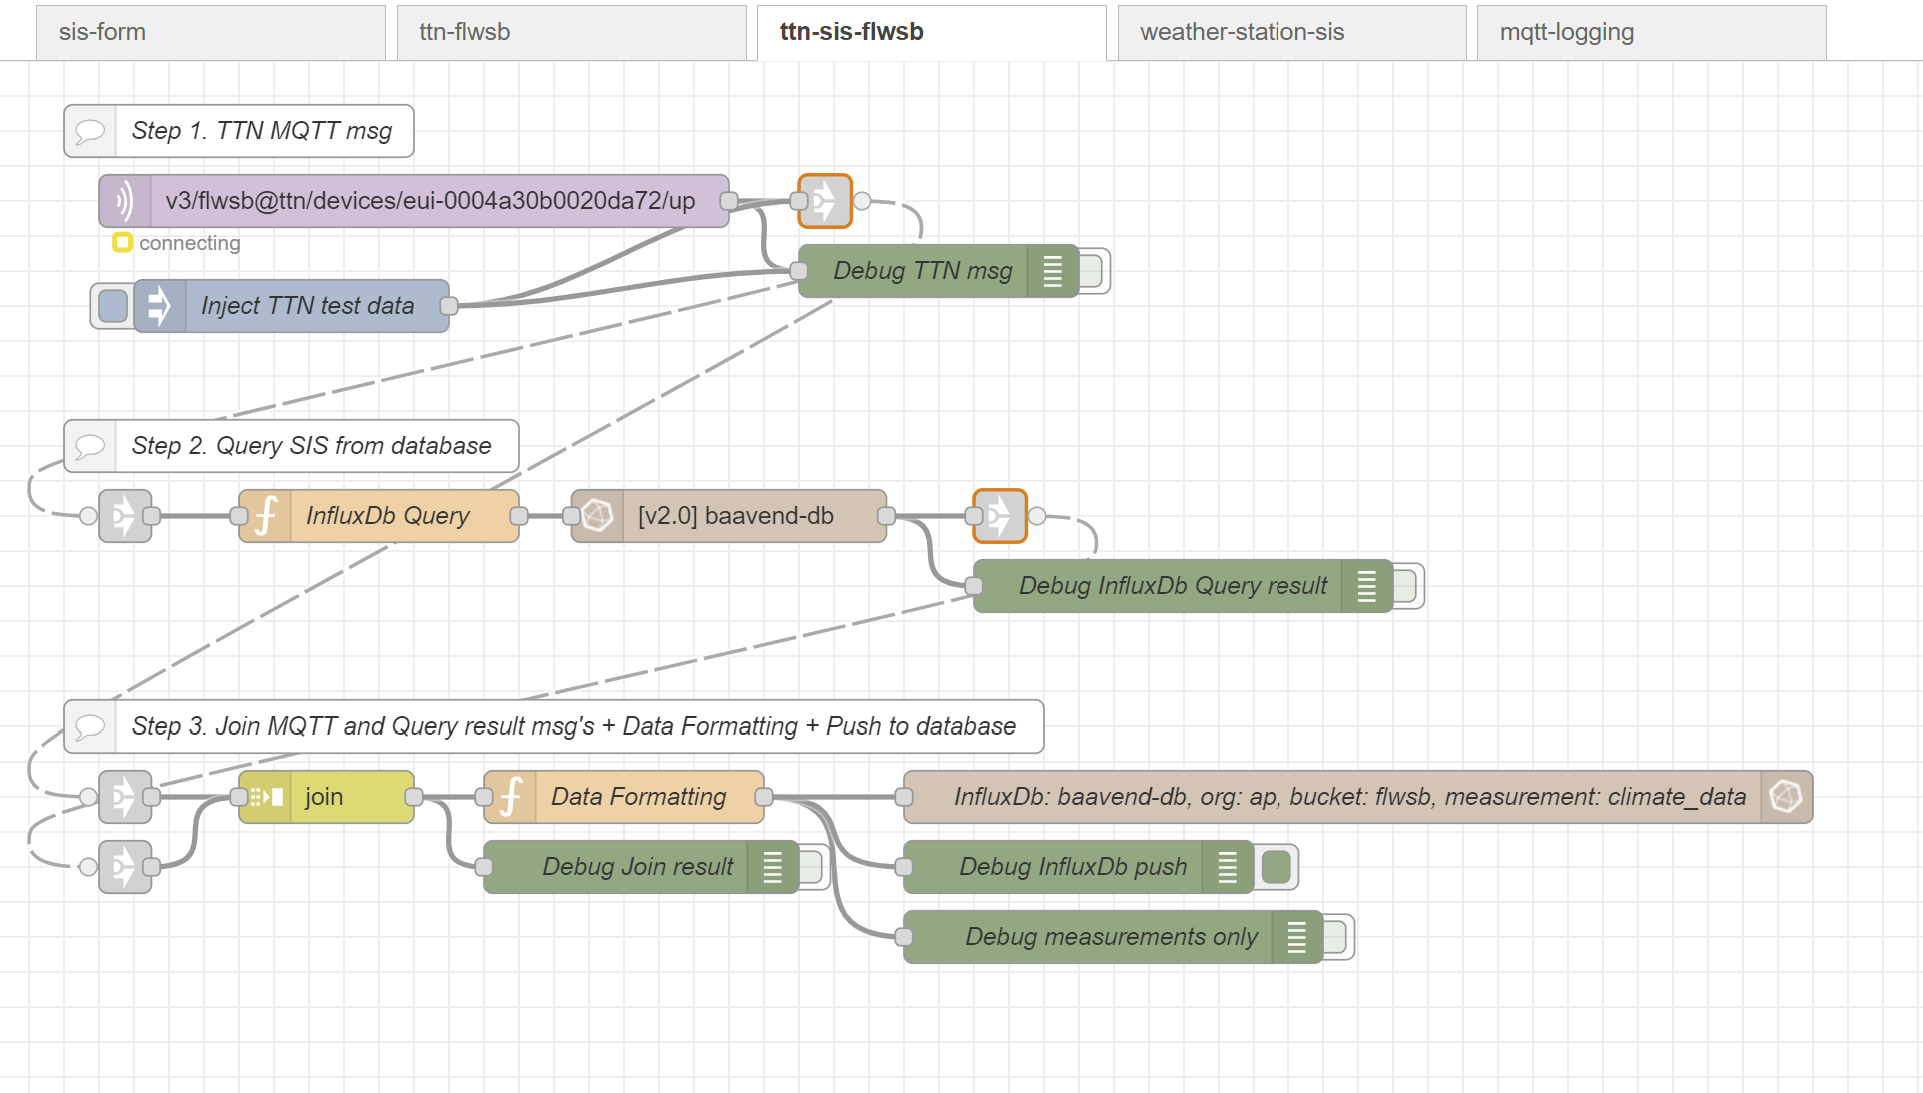 sis-form
ttn-flwsb
ttn-sis-flwsb
weather-station-sis
mqtt-logging
Step 1. TTN MQTT msg
v3/flwsb@ttn/devices/eui-0004a30b0020da72/up
connecting
Debug TTN msg
Inject TTN test data
Step 2. Query SIS from database
InfluxDb Query
[v2.0] baavend-db
Debug InfluxDb Query result
Step 3. Join MQTT and Query result msg's + Data Formatting + Push to database
join
Data Formatting
InfluxDb: baavend-db, org: ap, bucket: flwsb, measurement: climate_data
Debug Join result
Debug InfluxDb push
Debug measurements only